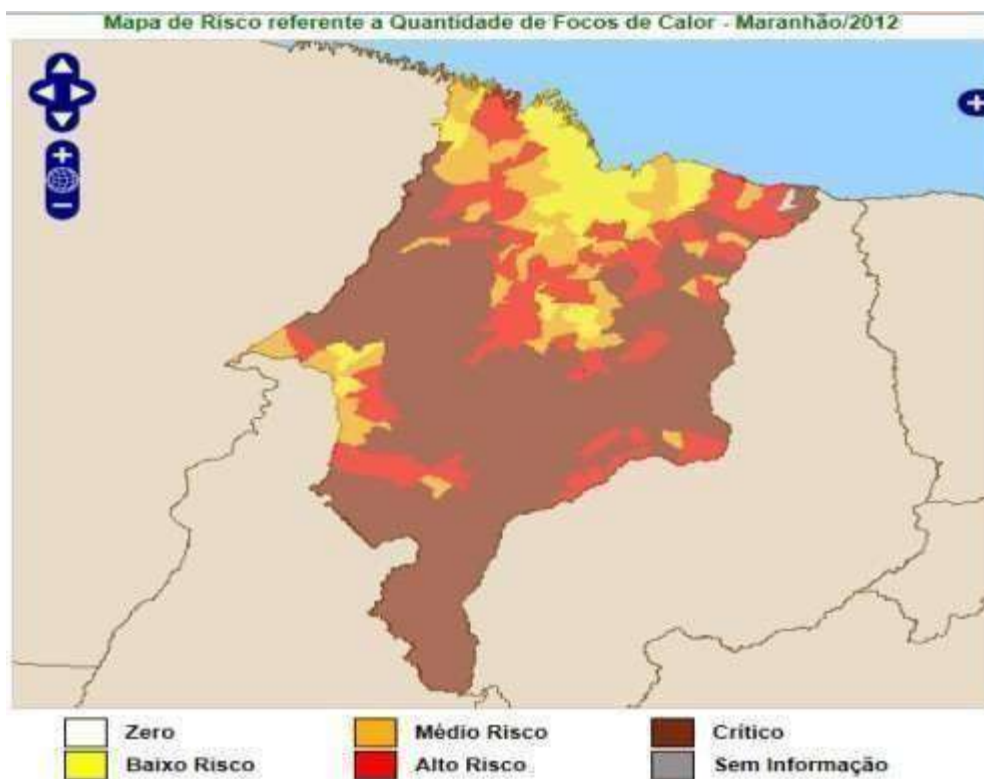 Mapa de Risco referente a Quantidade de Focos de Calor - Maranhão/2012
Zero
Médio Risco
Crítico
Baixo Risco
Alto Risco
Sem Informação